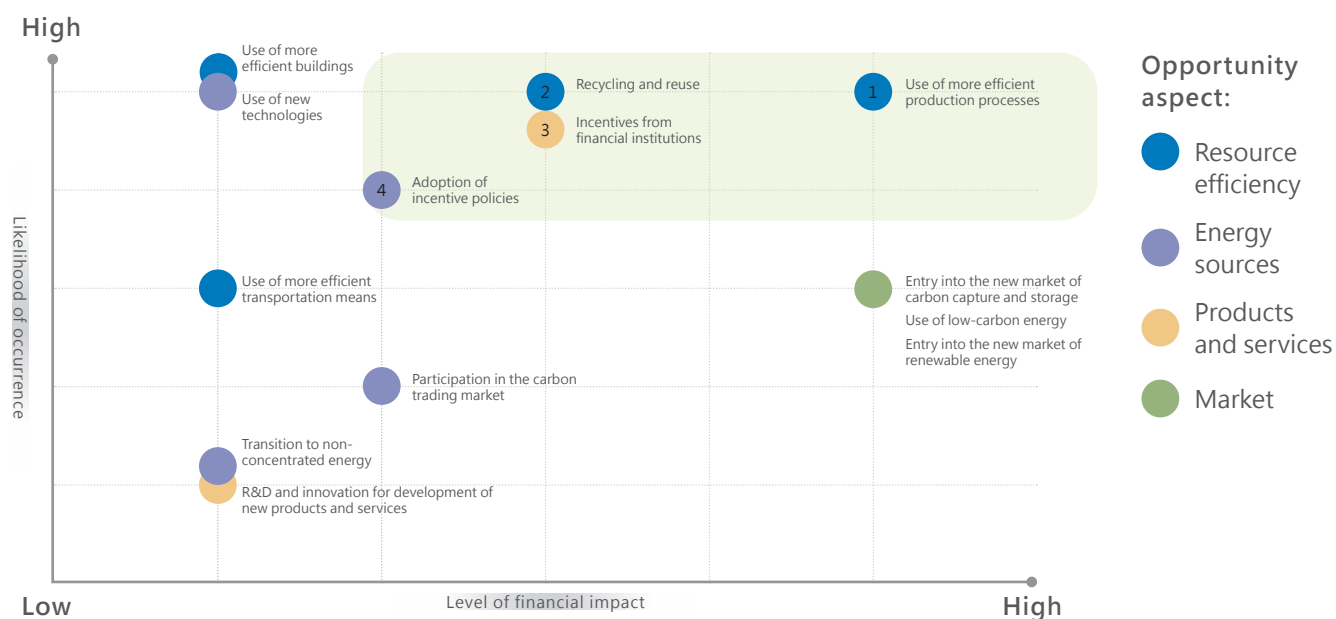 High
Use of more
efficient buildings
Use of new
technologies
2
Recycling and reuse
3
Incentives from
financial institutions
1
Use of more efficient
production processes
4
Adoption of
incentive policies
Use of more efficient
transportation means
Entry into the new market of
carbon capture and storage
Use of low-carbon energy
Entry into the new market of
renewable energy
Participation in the carbon
trading market
Transition to non-
concentrated energy
R&D and innovation for development of
new products and services
Likelihood of occurrence
Low
Level of financial impact
High
Opportunity
aspect:
Resource
efficiency
Energy
sources
Products
and services
Market